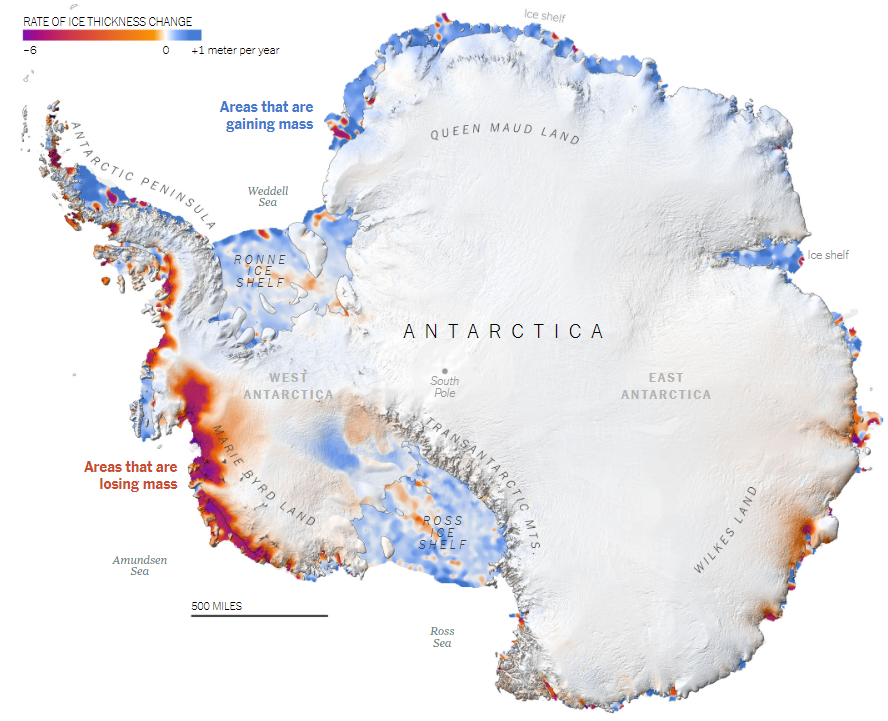 RATE OF ICE THICKNESS CHANGE
−6
0
+1 meter per year
Ice shelf
Areas that are
gaining mass
QUEEN MAUD LAND
ANTARCTIC PENINSULA
Weddell
Sea
RONNE
ICE
SHELF
Ice shelf
ANTARCTICA
South
Pole
WEST
ANTARCTICA
EAST
ANTARCTICA
TRANSANTARCTIC MTS.
MARIE BYRD LAND
Areas that are
losing mass
ROSS
ICE
SHELF
WILKES LAND
Amundsen
Sea
500 MILES
Ross
Sea